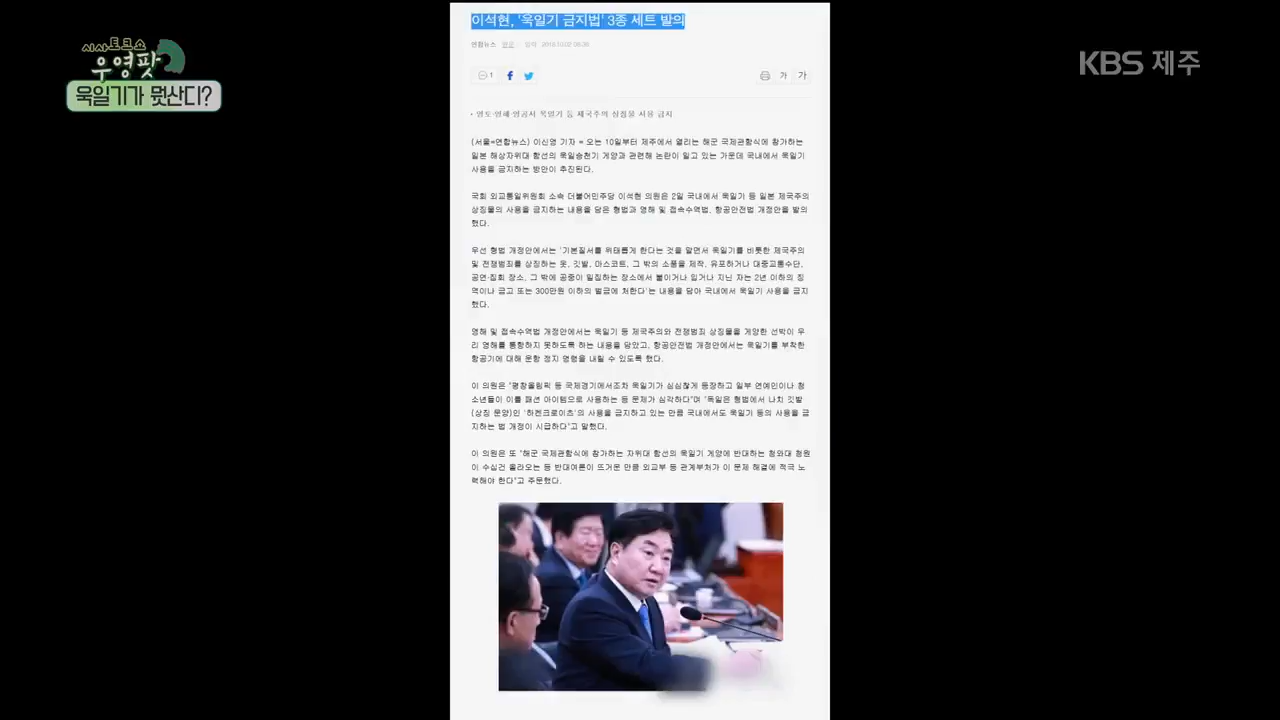 시사토크쇼
우영팟
욱일기가 뭣산디?
KBS 제주
이석현, '욱일기 금지법' 3종 세트 발의
연합뉴스
1
가 가
영토·영해·영공서 욱일기 등 제국주의 상징물 사용 금지
(서울=연합뉴스) 이신영 기자 = 오는 10일부터 제주에서 열리는 해군 국제관함식에 참가하는
일본 해상자위대 함선의 욱일승천기 게양과 관련해 논란이 일고 있는 가운데 국내에서 욱일기
사용을 금지하는 방안이 추진된다.
국회 외교통일위원회 소속 더불어민주당 이석현 의원은 2일 국내에서 욱일기 등 일본 제국주의
상징물의 사용을 금지하는 내용을 담은 형법과 영해 및 접속수역법, 항공안전법 개정안을 발의
했다.
우선 형법 개정안에서는 '기본질서를 위태롭게 한다는 것을 알면서 욱일기를 비롯한 제국주의
및 전쟁범죄를 상징하는 옷, 깃발, 마스코트, 그 밖의 소품을 제작, 유포하거나 대중교통수단,
공연·집회 장소, 그 밖에 공중이 밀집하는 장소에서 붙이거나 입거나 지닌 자는 2년 이하의 징
역이나 금고 또는 300만원 이하의 벌금에 처한다'는 내용을 담아 국내에서 욱일기 사용을 금지
했다.
영해 및 접속수역법 개정안에서는 욱일기 등 제국주의와 전쟁범죄 상징물을 게양한 선박이 우
리 영해를 통항하지 못하도록 하는 내용을 담았고, 항공안전법 개정안에서는 욱일기를 부착한
항공기에 대해 운항 정지 명령을 내릴 수 있도록 했다.
이 의원은 "평창올림픽 등 국제경기에서조차 욱일기가 심심찮게 등장하고 일부 연예인이나 청
소년들이 이를 패션 아이템으로 사용하는 등 문제가 심각하다"며 "독일은 형법에서 나치 깃발
(상징 문양)인 '하켄크로이츠'의 사용을 금지하고 있는 만큼 국내에서도 욱일기 등의 사용을 금
지하는 법 개정이 시급하다"고 말했다.
이 의원은 또 "해군 국제관함식에 참가하는 자위대 함선의 욱일기 게양에 반대하는 청와대 청원
이 수십건 올라오는 등 반대여론이 뜨거운 만큼 외교부 등 관계부처가 이 문제 해결에 적극 노
력해야 한다"고 주문했다.